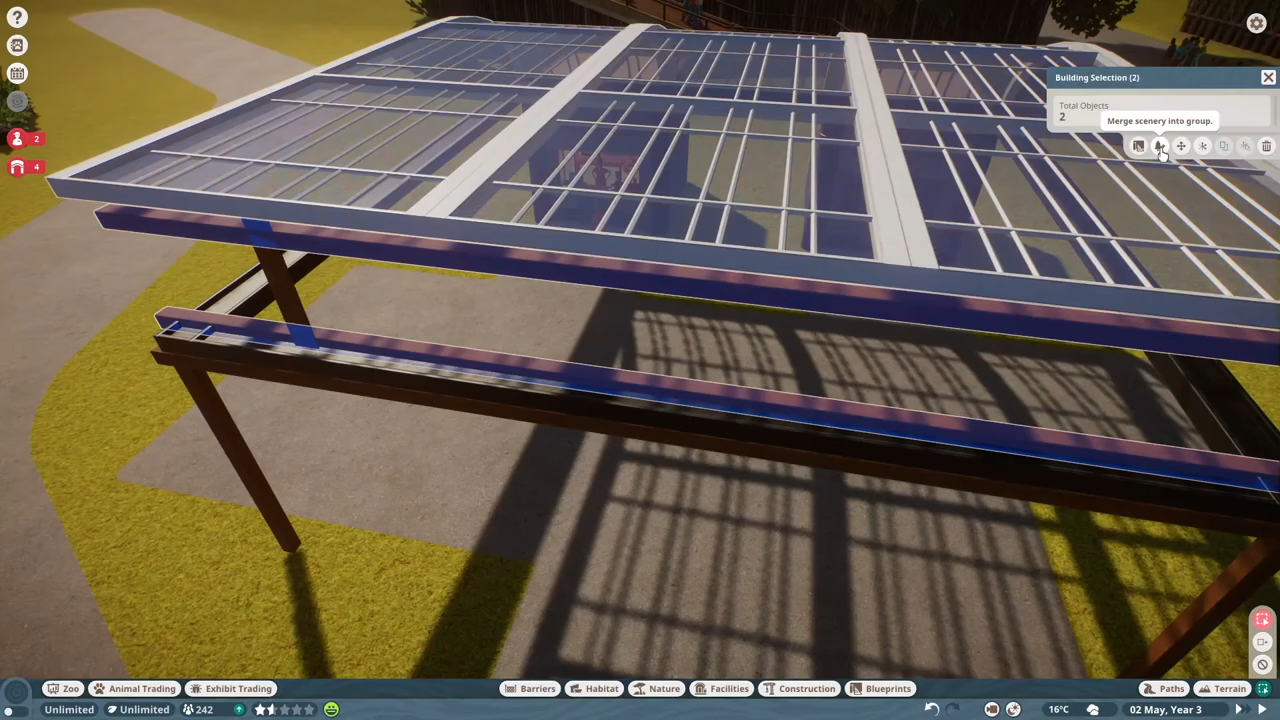 ?
Building Selection (2)
Total Objects
2
Merge scenery into group.
2
4
Zoo
Animal Trading
Exhibit Trading
Barriers
Habitat
Nature
Facilities
Construction
Blueprints
Paths
Terrain
Unlimited
Unlimited
242
16°C
02 May, Year 3